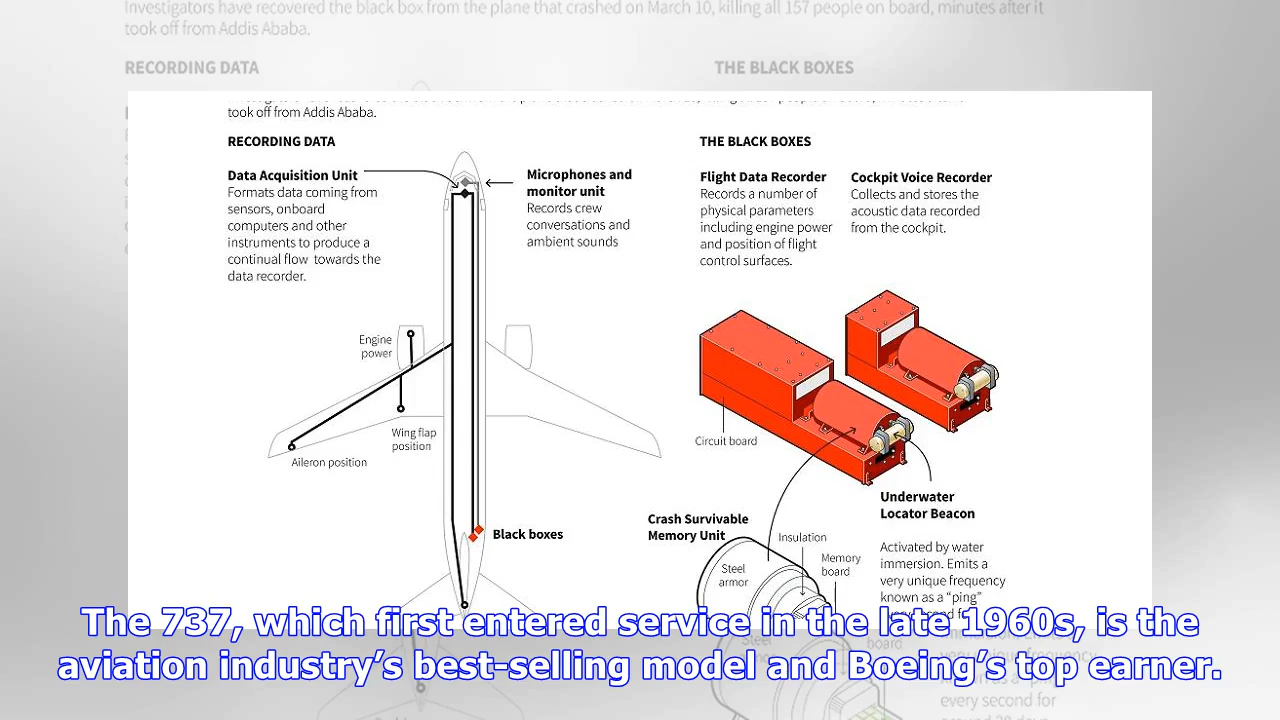 Investigators have recovered the black box from the plane that crashed on March 10, killing all 157 people on board, minutes after it
took off from Addis Ababa.
RECORDING DATA
THE BLACK BOXES
took off from Addis Ababa.
RECORDING DATA
Data Acquisition Unit
Formats data coming from
sensors, onboard
computers and other
instruments to produce a
continual flow towards the
data recorder.
Microphones and
monitor unit
Records crew
conversations and
ambient sounds
Engine
power
Wing flap
position
Aileron position
Black boxes
THE BLACK BOXES
Flight Data Recorder
Records a number of
physical parameters
including engine power
and position of flight
control surfaces.
Cockpit Voice Recorder
Collects and stores the
acoustic data recorded
from the cockpit.
Circuit board
Crash Survivable
Memory Unit
Insulation
Memory
board
Steel
armor
Underwater
Locator Beacon
Activated by water
immersion. Emits a
very unique frequency
known as a “ping”
The 737, which first entered service in the late 1960s, is the
aviation industry’s best-selling model and Boeing’s top earner.
Steel
board
every second for